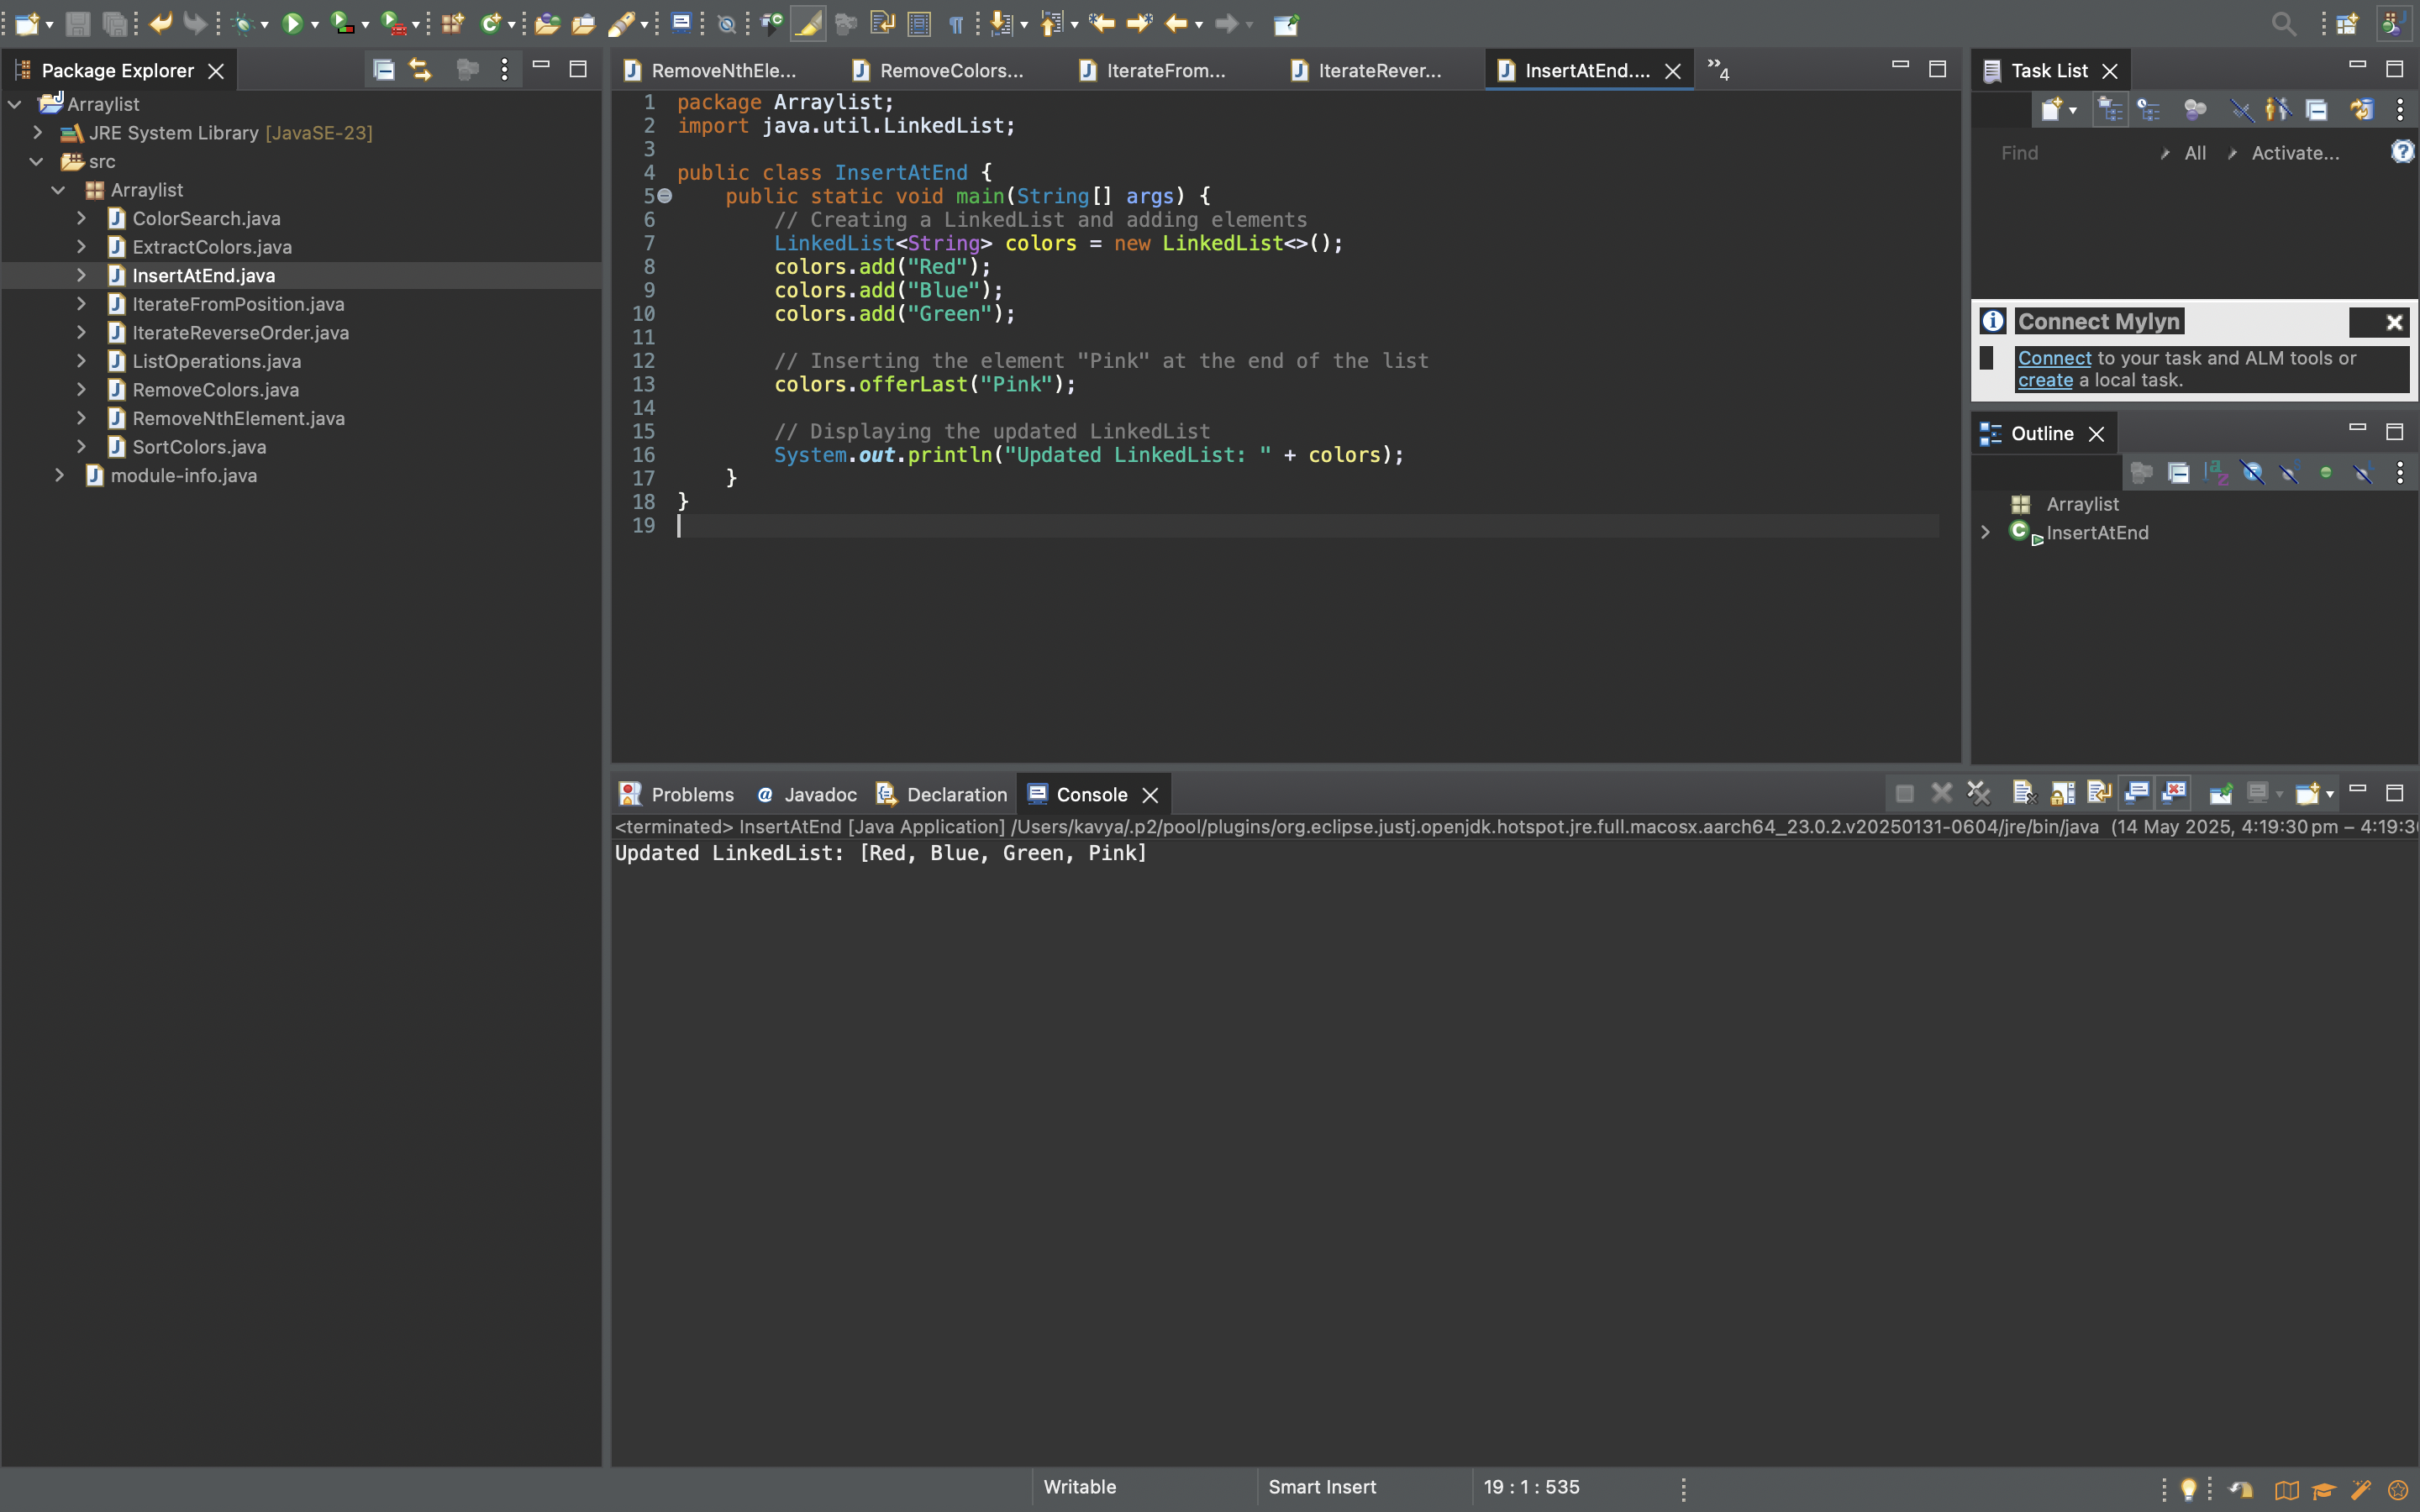 Package Explorer
Arraylist
JRE System Library [JavaSE-23]
src
Arraylist
ColorSearch.java
ExtractColors.java
InsertAtEnd.java
IterateFromPosition.java
IterateReverseOrder.java
ListOperations.java
RemoveColors.java
RemoveNthElement.java
SortColors.java
module-info.java
RemoveNthEle... RemoveColors... IterateFrom... IterateRever... InsertAtEnd.... »4
1 package Arraylist;
2 import java.util.LinkedList;
3
4 public class InsertAtEnd {
5     public static void main(String[] args) {
6         // Creating a LinkedList and adding elements
7         LinkedList<String> colors = new LinkedList<>();
8         colors.add("Red");
9         colors.add("Blue");
10         colors.add("Green");
11
12         // Inserting the element "Pink" at the end of the list
13         colors.offerLast("Pink");
14
15         // Displaying the updated LinkedList
16         System.out.println("Updated LinkedList: " + colors);
17     }
18 }
19
Task List
Find All Activate...
Connect Mylyn
Connect to your task and ALM tools or
create a local task.
Outline
Arraylist
InsertAtEnd
Problems Javadoc Declaration Console
<terminated> InsertAtEnd [Java Application] /Users/kavya/.p2/pool/plugins/org.eclipse.justj.openjdk.hotspot.jre.full.macosx.aarch64_23.0.2.v20250131-0604/jre/bin/java (14 May 2025, 4:19:30 pm – 4:19:3
Updated LinkedList: [Red, Blue, Green, Pink]
Writable Smart Insert 19 : 1 : 535